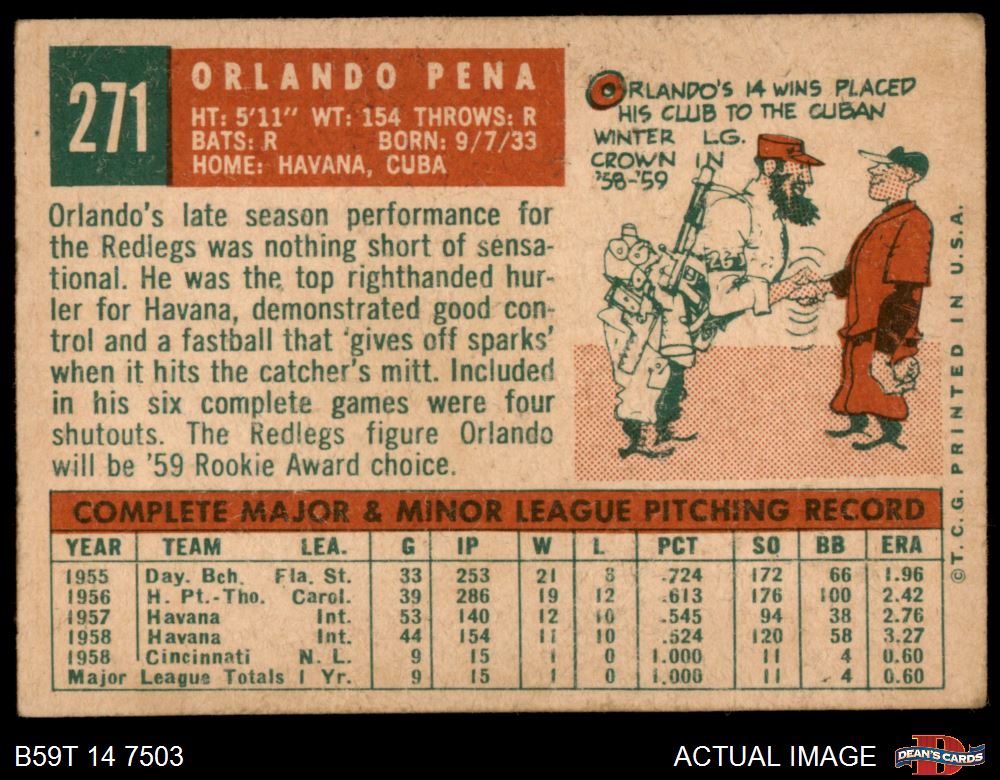 271
ORLANDO PENA
HT: 5'11" WT: 154 THROWS: R
BATS: R BORN: 9/7/33
HOME: HAVANA, CUBA
ORLANDO'S 14 WINS PLACED
HIS CLUB TO THE CUBAN
WINTER LG.
CROWN IN
'58-'59
Orlando's late season performance for
the Redlegs was nothing short of sensa-
tional. He was the top righthanded hur-
ler for Havana, demonstrated good con-
trol and a fastball that 'gives off sparks'
when it hits the catcher's mitt. Included
in his six complete games were four
shutouts. The Redlegs figure Orlando
will be '59 Rookie Award choice.
COMPLETE MAJOR & MINOR LEAGUE PITCHING RECORD
YEAR TEAM LEA. G IP W L PCT SO BB ERA
1955 Day. Bch. Fla. St. 33 253 21 8 .724 172 66 1.96
1956 H. Pt.-Tho. Carol. 39 286 19 12 .613 176 100 2.42
1957 Havana Int. 53 140 12 10 .545 94 38 2.76
1958 Havana Int. 44 154 11 10 .524 120 58 3.27
1958 Cincinnati N. L. 9 15 1 0 1.000 11 4 0.60
Major League Totals 1 Yr. 9 15 1 0 1.000 11 4 0.60
© T. C. G. PRINTED IN U. S. A.
B59T 14 7503
ACTUAL IMAGE
DEAN'S CARDS